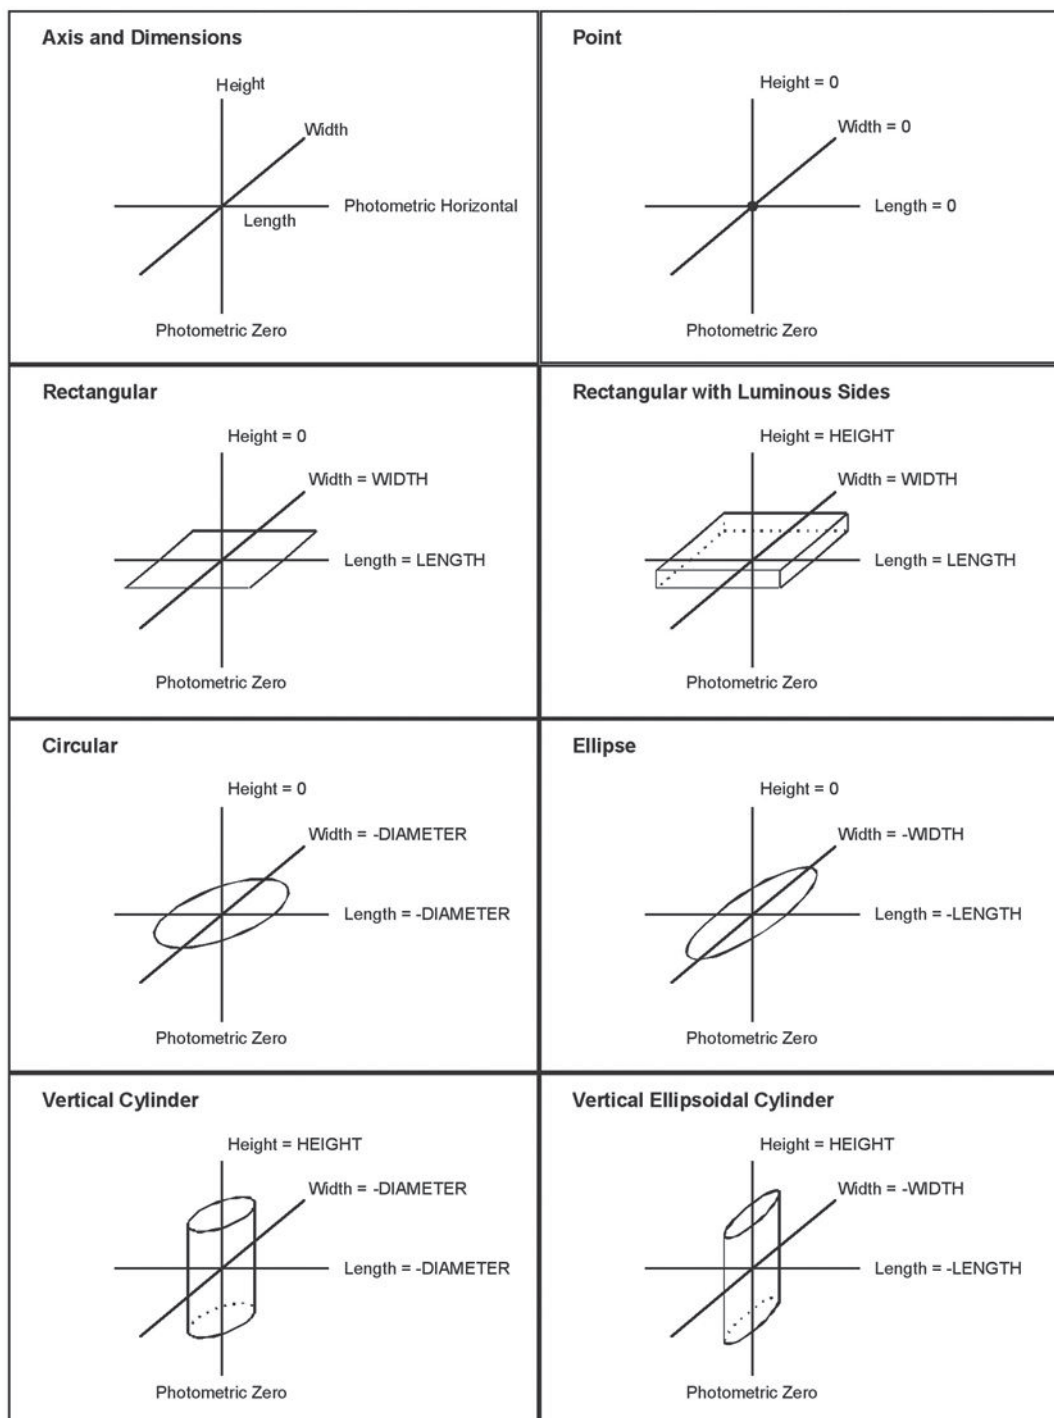 Axis and Dimensions
Height
Width
Photometric Horizontal
Length
Photometric Zero
Point
Height = 0
Width = 0
Length = 0
Photometric Zero
Rectangular
Height = 0
Width = WIDTH
Length = LENGTH
Photometric Zero
Rectangular with Luminous Sides
Height = HEIGHT
Width = WIDTH
Length = LENGTH
Photometric Zero
Circular
Height = 0
Width = -DIAMETER
Length = -DIAMETER
Photometric Zero
Ellipse
Height = 0
Width = -WIDTH
Length = -LENGTH
Photometric Zero
Vertical Cylinder
Height = HEIGHT
Width = -DIAMETER
Length = -DIAMETER
Photometric Zero
Vertical Ellipsoidal Cylinder
Height = HEIGHT
Width = -WIDTH
Length = -LENGTH
Photometric Zero